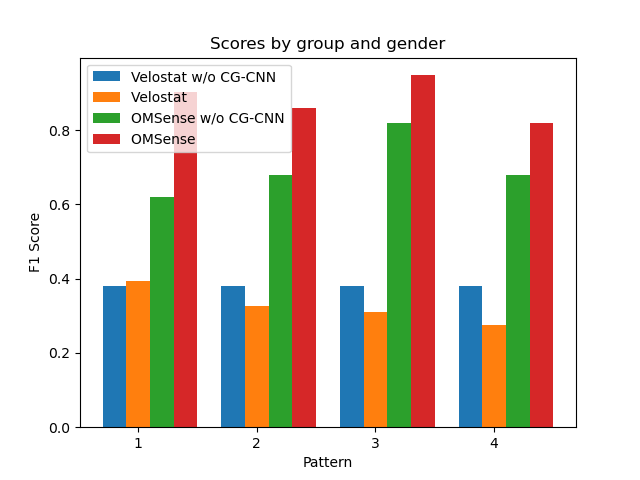 Scores by group and gender
Velostat w/o CG-CNN
Velostat
OMSense w/o CG-CNN
OMSense
F1 Score
0.8
0.6
0.4
0.2
0.0
1 2 3 4
Pattern